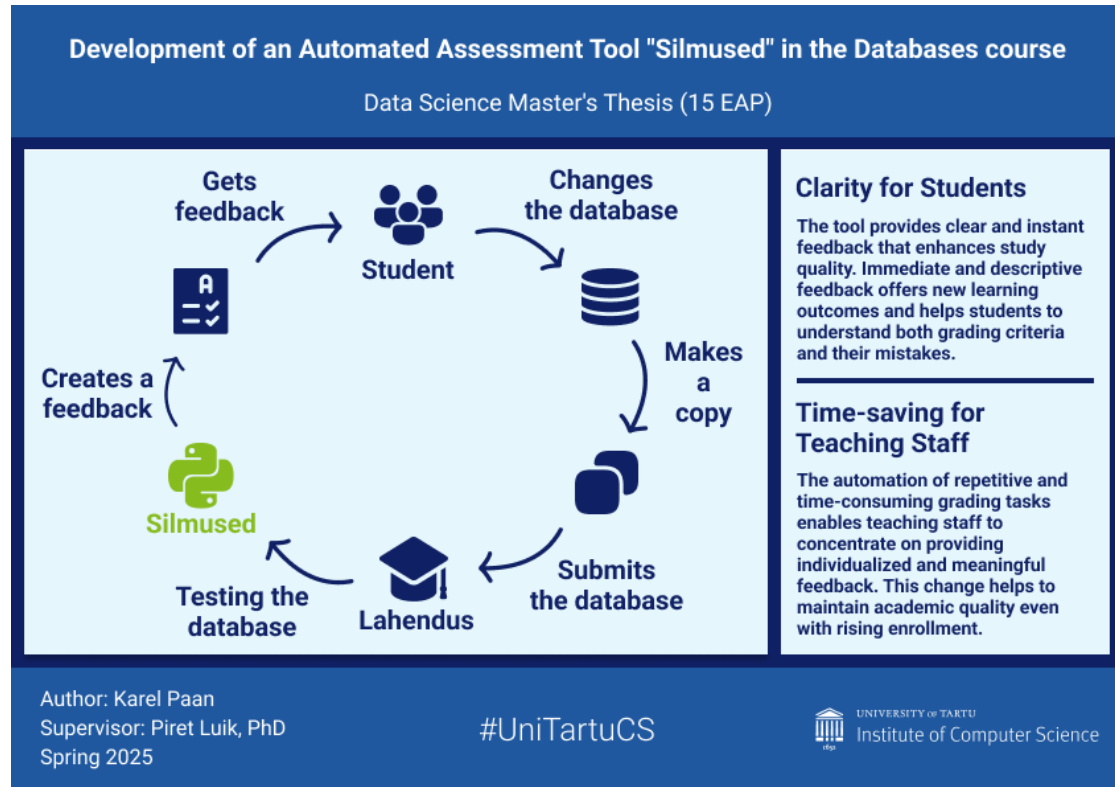 Development of an Automated Assessment Tool "Silmused" in the Databases course
Data Science Master's Thesis (15 EAP)
Gets
feedback
Student
Changes
the database
Makes
a
copy
Submits
the database
Lahendus
Testing the
database
Silmused
Creates a
feedback
A
Clarity for Students
The tool provides clear and instant
feedback that enhances study
quality. Immediate and descriptive
feedback offers new learning
outcomes and helps students to
understand both grading criteria
and their mistakes.
Time-saving for
Teaching Staff
The automation of repetitive and
time-consuming grading tasks
enables teaching staff to
concentrate on providing
individualized and meaningful
feedback. This change helps to
maintain academic quality even
with rising enrollment.
Author: Karel Paan
Supervisor: Piret Luik, PhD
Spring 2025
#UniTartuCS
UNIVERSITY OF TARTU
Institute of Computer Science
1632